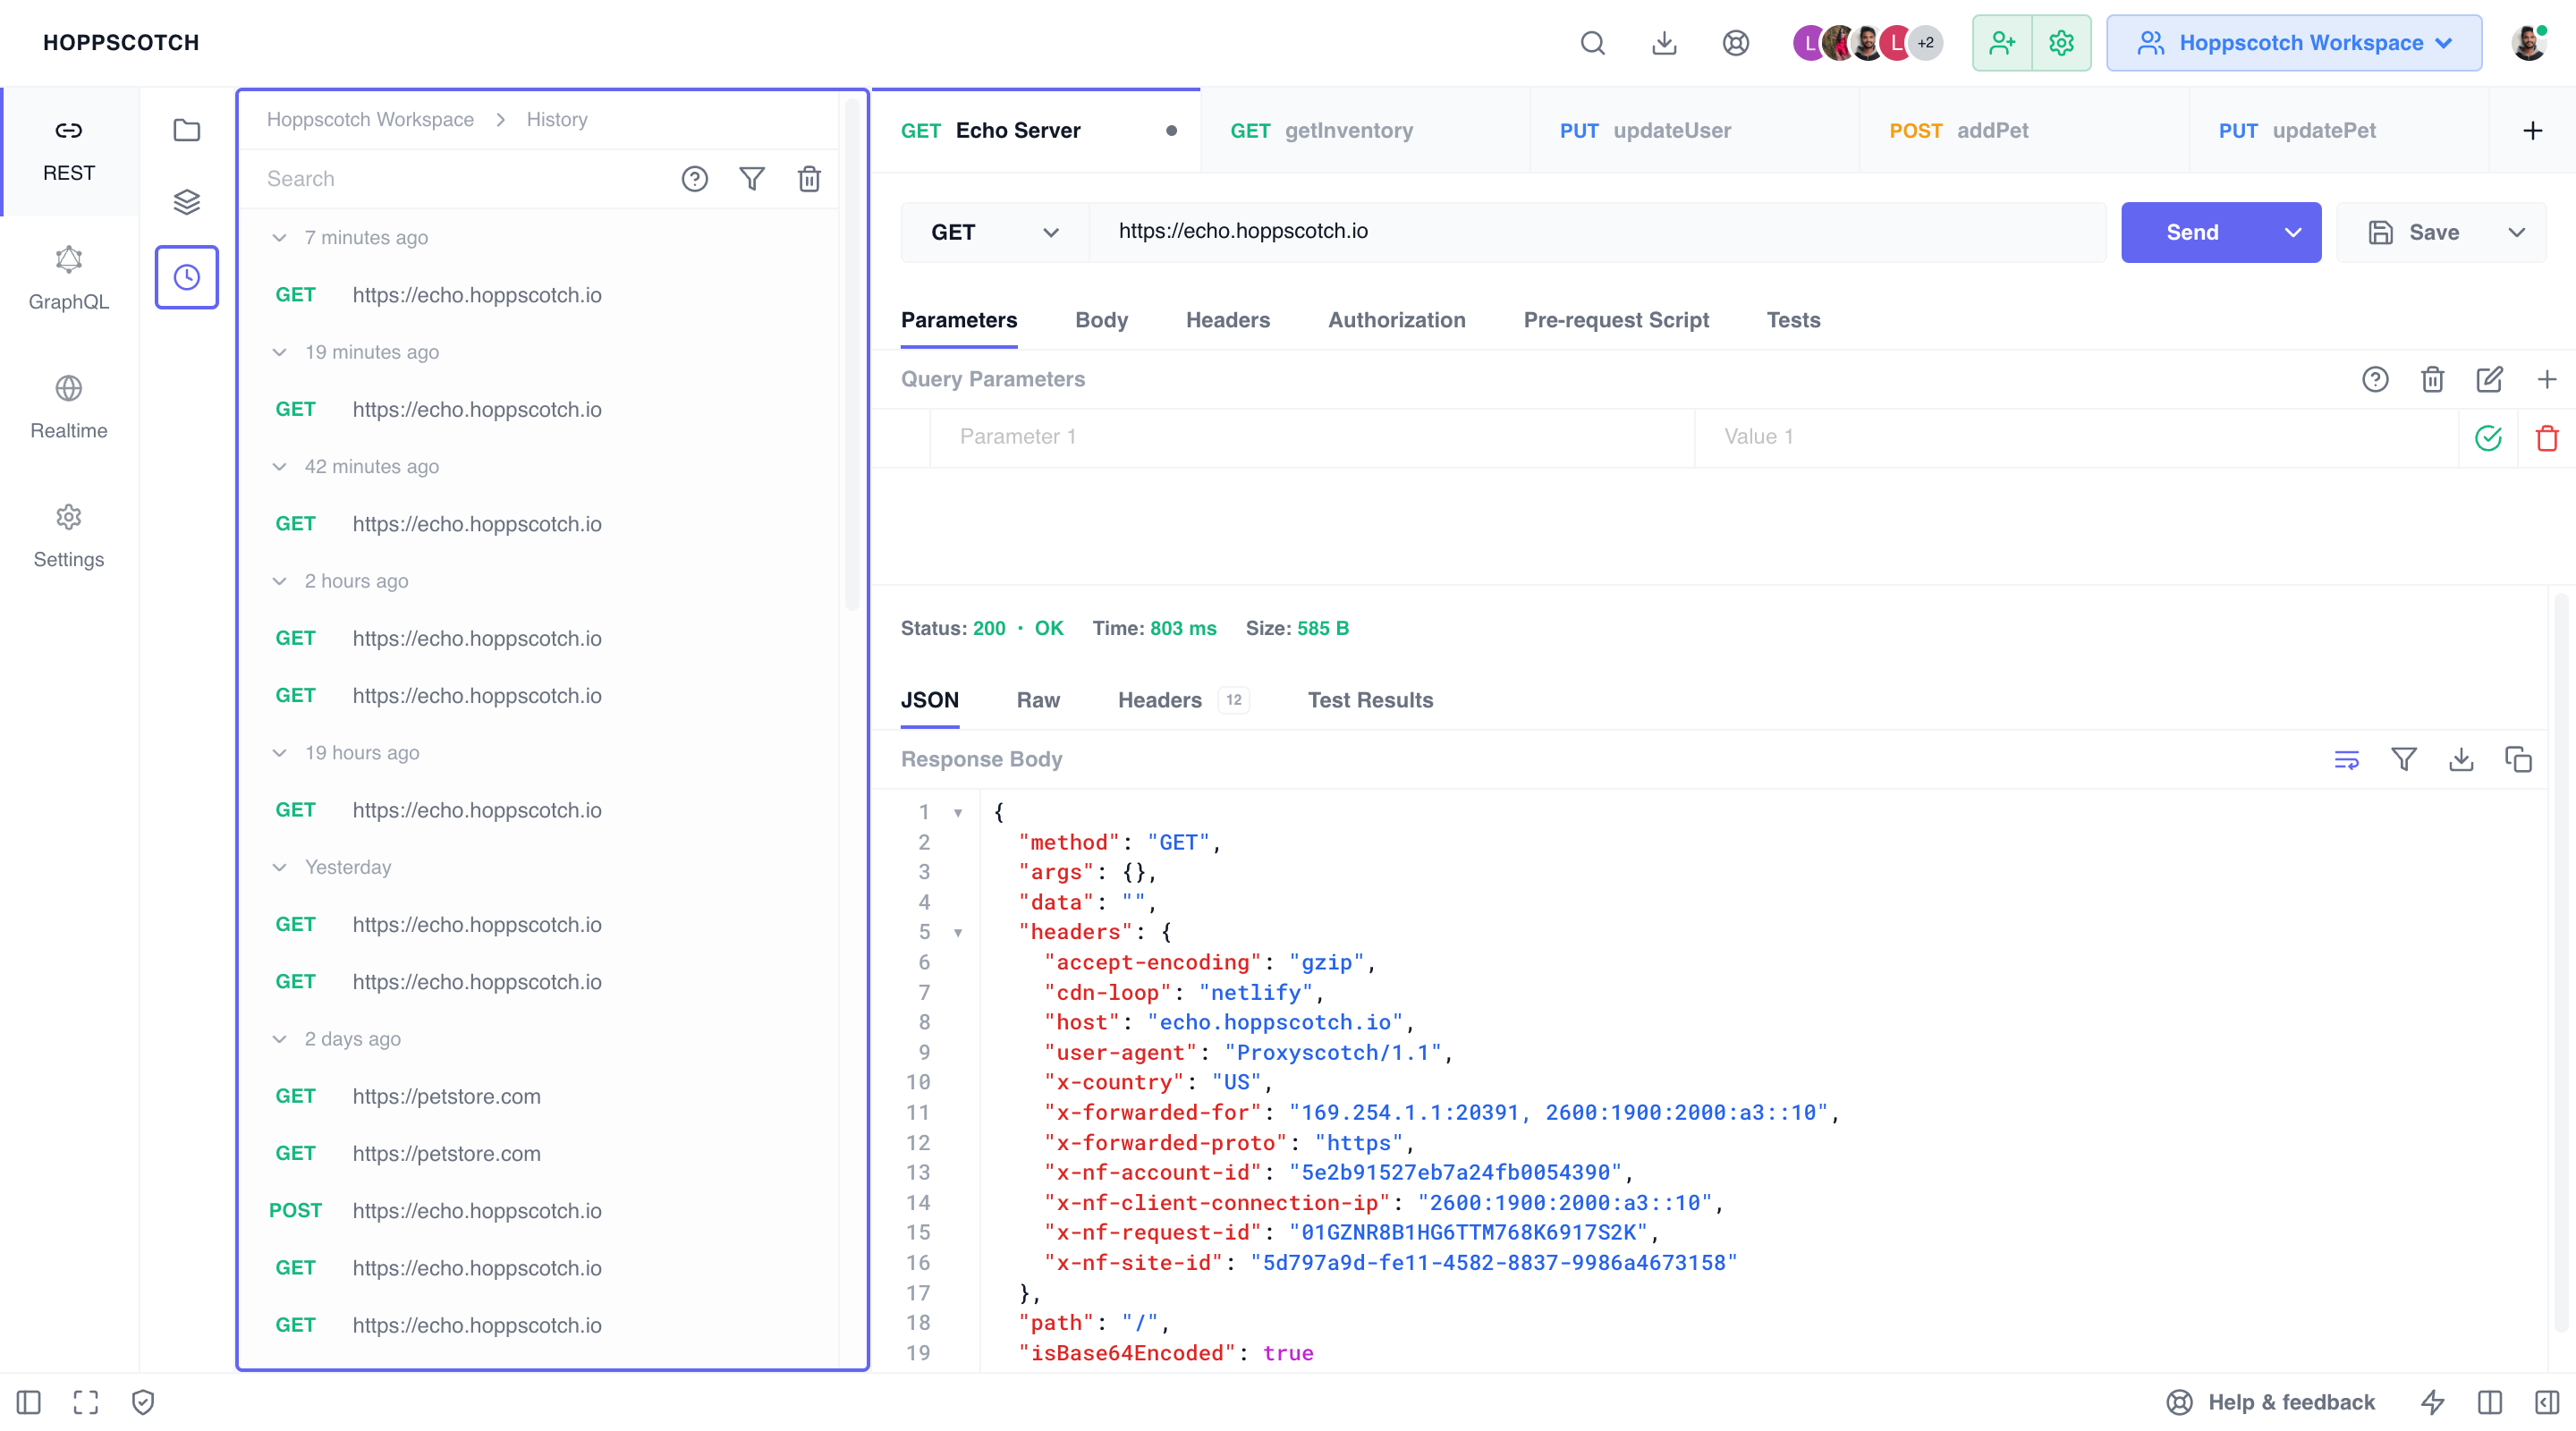 HOPPSCOTCH
L
L
+2
Hoppscotch Workspace
REST
GraphQL
Realtime
Settings
Hoppscotch Workspace > History
Search
7 minutes ago
GET https://echo.hoppscotch.io
19 minutes ago
GET https://echo.hoppscotch.io
42 minutes ago
GET https://echo.hoppscotch.io
2 hours ago
GET https://echo.hoppscotch.io
GET https://echo.hoppscotch.io
19 hours ago
GET https://echo.hoppscotch.io
Yesterday
GET https://echo.hoppscotch.io
GET https://echo.hoppscotch.io
2 days ago
GET https://petstore.com
GET https://petstore.com
POST https://echo.hoppscotch.io
GET https://echo.hoppscotch.io
GET https://echo.hoppscotch.io
GET Echo Server
GET getInventory
PUT updateUser
POST addPet
PUT updatePet
GET https://echo.hoppscotch.io
Send
Save
Parameters Body Headers Authorization Pre-request Script Tests
Query Parameters
Parameter 1 Value 1
Status: 200 · OK Time: 803 ms Size: 585 B
JSON Raw Headers 12 Test Results
Response Body
1 {
2 "method": "GET",
3 "args": {},
4 "data": "",
5 "headers": {
6 "accept-encoding": "gzip",
7 "cdn-loop": "netlify",
8 "host": "echo.hoppscotch.io",
9 "user-agent": "Proxyscotch/1.1",
10 "x-country": "US",
11 "x-forwarded-for": "169.254.1.1:20391, 2600:1900:2000:a3::10",
12 "x-forwarded-proto": "https",
13 "x-nf-account-id": "5e2b91527eb7a24fb0054390",
14 "x-nf-client-connection-ip": "2600:1900:2000:a3::10",
15 "x-nf-request-id": "01GZNR8B1HG6TTM768K6917S2K",
16 "x-nf-site-id": "5d797a9d-fe11-4582-8837-9986a4673158"
17 },
18 "path": "/",
19 "isBase64Encoded": true
Help & feedback